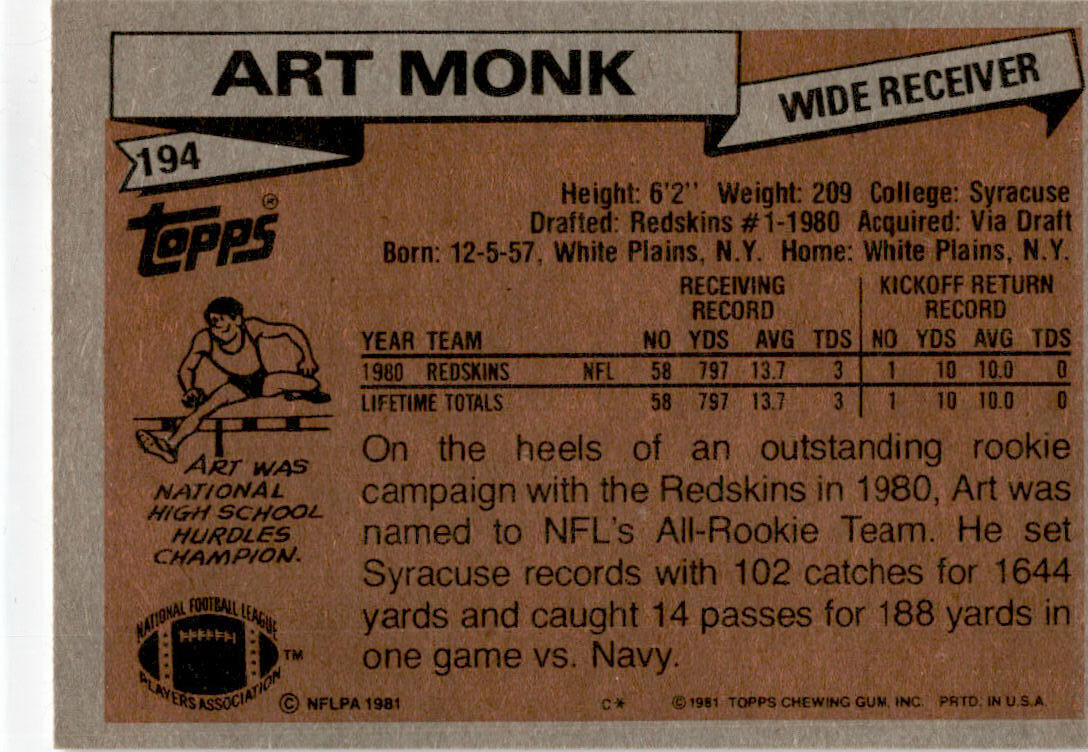 ART MONK
WIDE RECEIVER
194
topps®
Height: 6'2'' Weight: 209 College: Syracuse
Drafted: Redskins #1-1980 Acquired: Via Draft
Born: 12-5-57, White Plains, N.Y. Home: White Plains, N.Y.
RECEIVING RECORD KICKOFF RETURN RECORD
YEAR TEAM NO YDS AVG TDS NO YDS AVG TDS
1980 REDSKINS NFL 58 797 13.7 3 1 10 10.0 0
LIFETIME TOTALS 58 797 13.7 3 1 10 10.0 0
ART WAS
NATIONAL
HIGH SCHOOL
HURDLES
CHAMPION.
On the heels of an outstanding rookie
campaign with the Redskins in 1980, Art was
named to NFL's All-Rookie Team. He set
Syracuse records with 102 catches for 1644
yards and caught 14 passes for 188 yards in
one game vs. Navy.
NATIONAL FOOTBALL LEAGUE
PLAYERS ASSOCIATION
TM
© NFLPA 1981
C* ©1981 TOPPS CHEWING GUM, INC. PRTD. IN U.S.A.